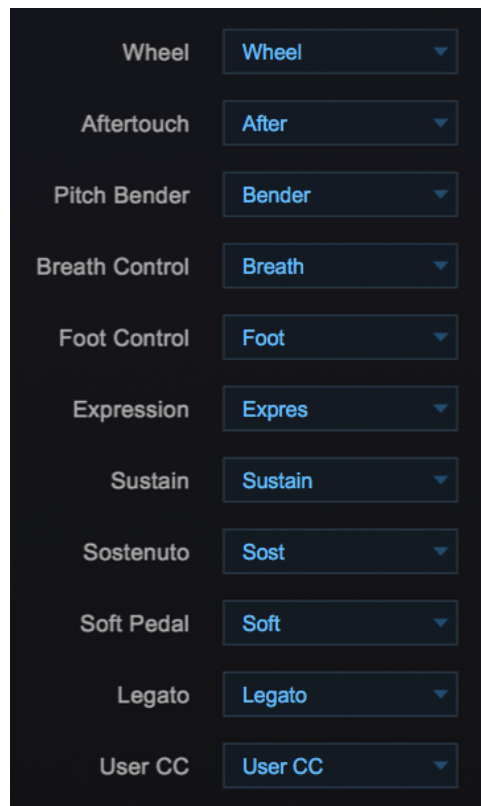 Wheel Wheel
Aftertouch After
Pitch Bender Bender
Breath Control Breath
Foot Control Foot
Expression Expres
Sustain Sustain
Sostenuto Sost
Soft Pedal Soft
Legato Legato
User CC User CC